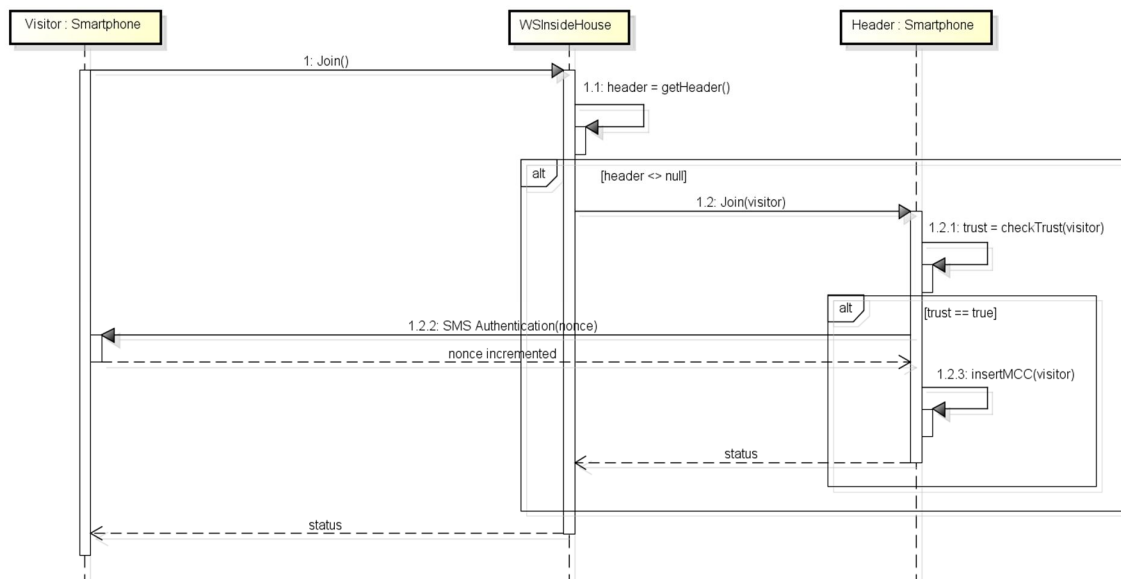 Visitor : Smartphone
WSInsideHouse
Header : Smartphone
1: Join()
1.1: header = getHeader()
alt
[header <> null]
1.2: Join(visitor)
1.2.1: trust = checkTrust(visitor)
alt
[trust == true]
1.2.2: SMS Authentication(nonce)
nonce incremented
1.2.3: insertMCC(visitor)
status
status